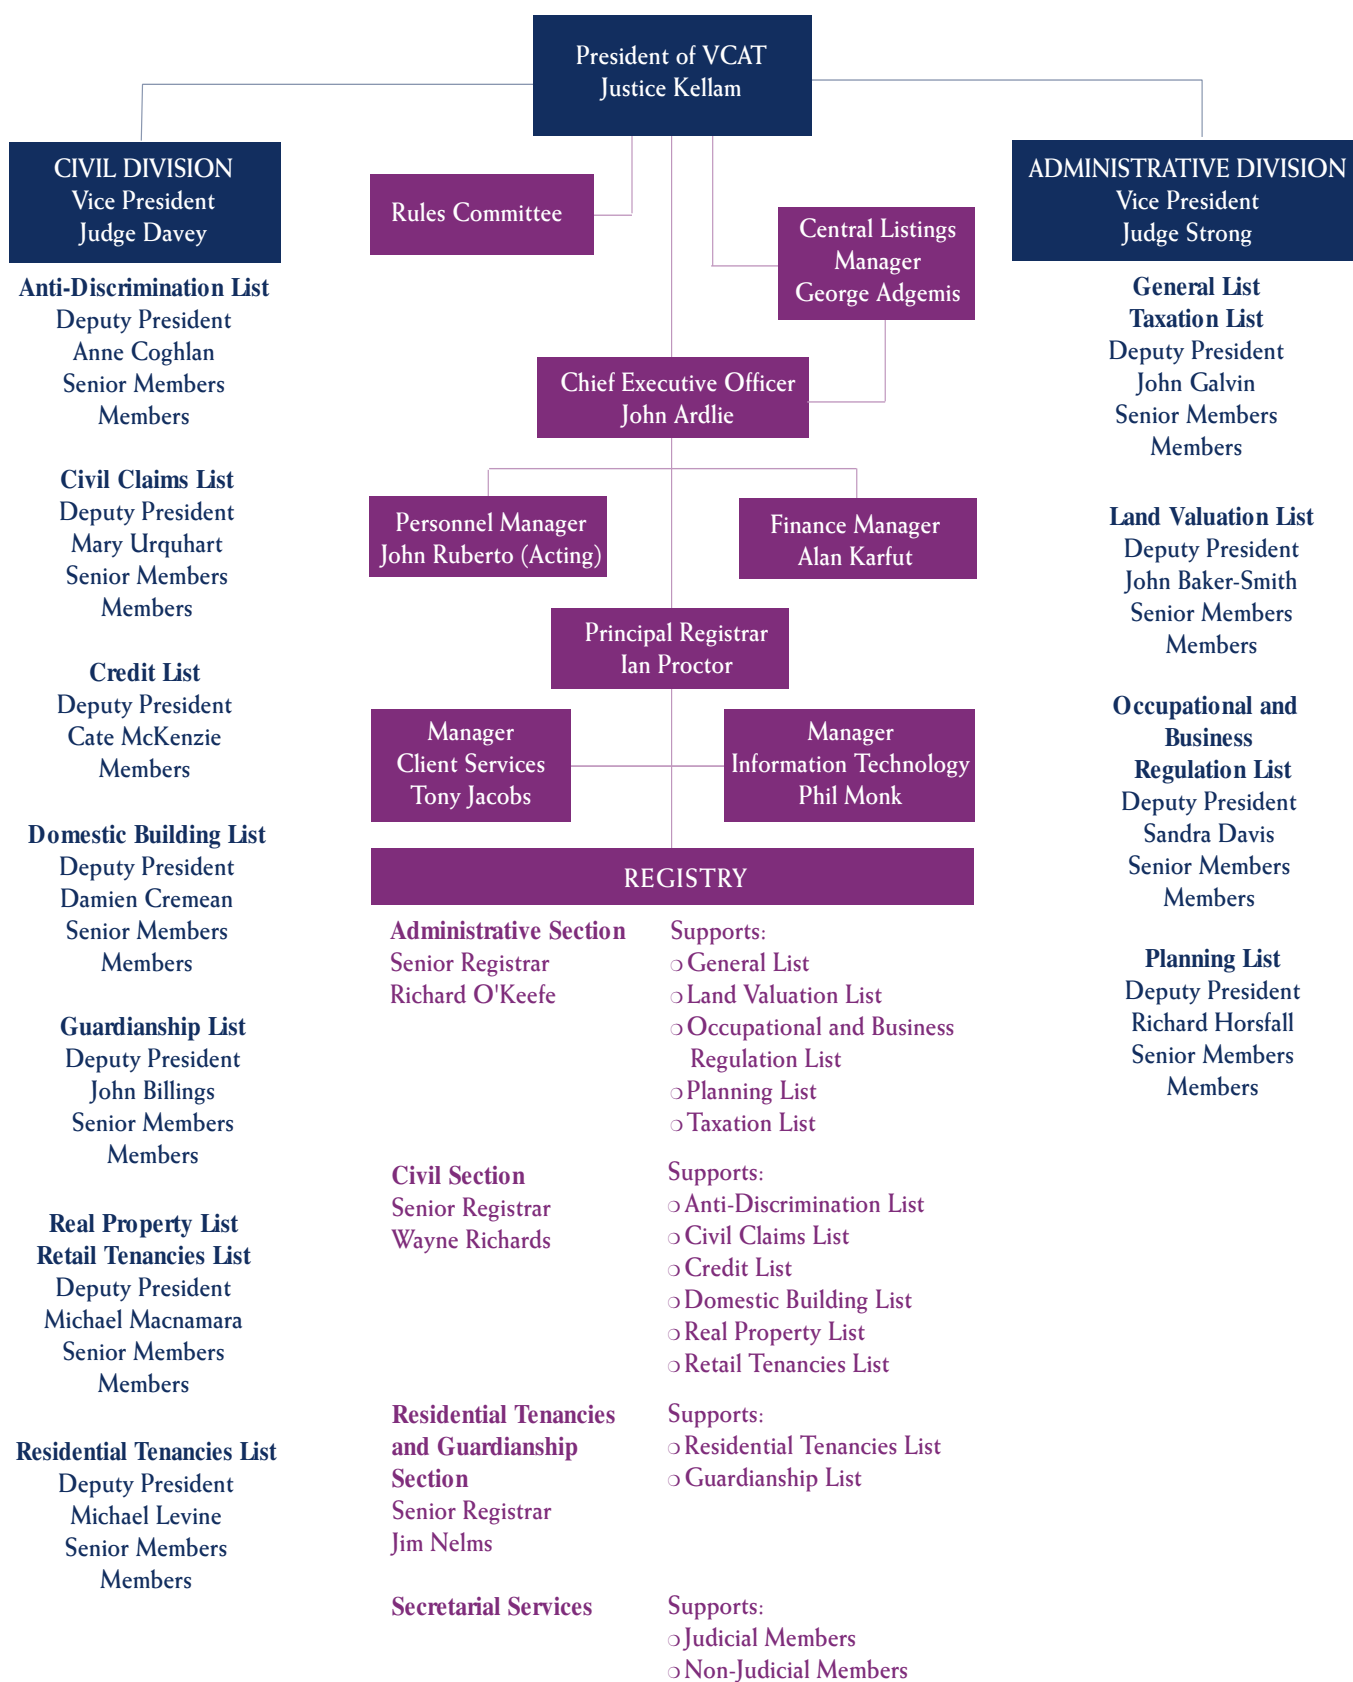 President of VCAT
Justice Kellam
CIVIL DIVISION
Vice President
Judge Davey
Anti-Discrimination List
Deputy President
Anne Coghlan
Senior Members
Members
Civil Claims List
Deputy President
Mary Urquhart
Senior Members
Members
Credit List
Deputy President
Cate McKenzie
Members
Domestic Building List
Deputy President
Damien Cremean
Senior Members
Members
Guardianship List
Deputy President
John Billings
Senior Members
Members
Real Property List
Retail Tenancies List
Deputy President
Michael Macnamara
Senior Members
Members
Residential Tenancies List
Deputy President
Michael Levine
Senior Members
Members
Rules Committee
Central Listings
Manager
George Adgemis
Chief Executive Officer
John Ardlie
Personnel Manager
John Ruberto (Acting)
Finance Manager
Alan Karfut
Principal Registrar
Ian Proctor
Manager
Client Services
Tony Jacobs
Manager
Information Technology
Phil Monk
REGISTRY
Administrative Section
Senior Registrar
Richard O'Keefe
Supports:
❍ General List
❍ Land Valuation List
❍ Occupational and Business
Regulation List
❍ Planning List
❍ Taxation List
Civil Section
Senior Registrar
Wayne Richards
Supports:
❍ Anti-Discrimination List
❍ Civil Claims List
❍ Credit List
❍ Domestic Building List
❍ Real Property List
❍ Retail Tenancies List
Residential Tenancies
and Guardianship
Section
Senior Registrar
Jim Nelms
Supports:
❍ Residential Tenancies List
❍ Guardianship List
Secretarial Services
Supports:
❍ Judicial Members
❍ Non-Judicial Members
ADMINISTRATIVE DIVISION
Vice President
Judge Strong
General List
Taxation List
Deputy President
John Galvin
Senior Members
Members
Land Valuation List
Deputy President
John Baker-Smith
Senior Members
Members
Occupational and
Business
Regulation List
Deputy President
Sandra Davis
Senior Members
Members
Planning List
Deputy President
Richard Horsfall
Senior Members
Members